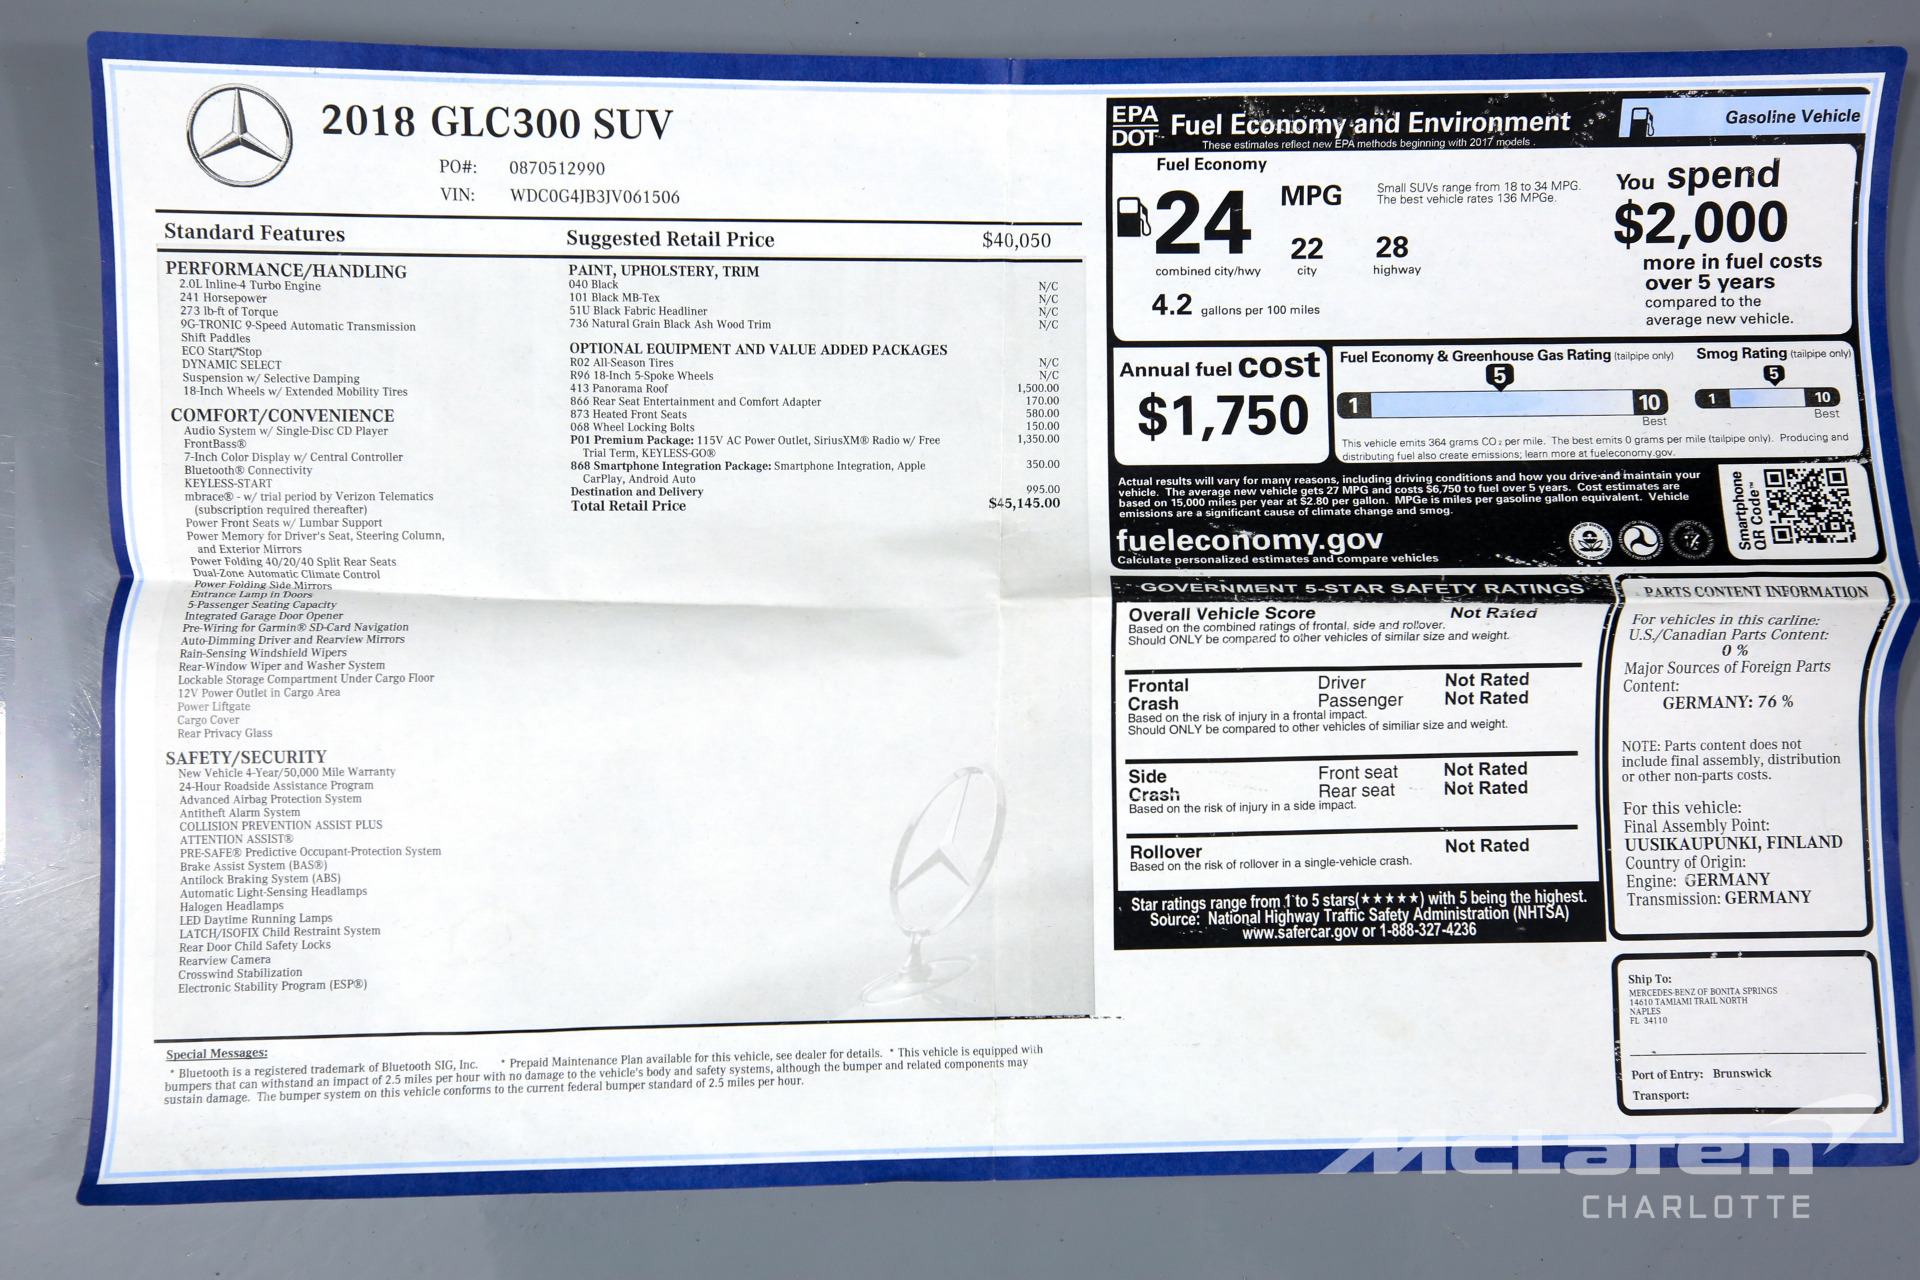 2018 GLC300 SUV
PO#: 0870512990
VIN: WDC0G4JB3JV061506
Standard Features
PERFORMANCE/HANDLING
2.0L Inline-4 Turbo Engine
241 Horsepower
273 lb-ft of Torque
9G-TRONIC 9-Speed Automatic Transmission
Shift Paddles
ECO Start/Stop
DYNAMIC SELECT
Suspension w/ Selective Damping
18-Inch Wheels w/ Extended Mobility Tires
COMFORT/CONVENIENCE
Audio System w/ Single-Disc CD Player
FrontBass®
7-Inch Color Display w/ Central Controller
Bluetooth® Connectivity
KEYLESS-START
mbrace® - w/ trial period by Verizon Telematics
(subscription required thereafter)
Power Front Seats w/ Lumbar Support
Power Memory for Driver's Seat, Steering Column,
and Exterior Mirrors
Power Folding 40/20/40 Split Rear Seats
Dual-Zone Automatic Climate Control
Power Folding Side Mirrors
Entrance Lamp in Doors
5-Passenger Seating Capacity
Integrated Garage Door Opener
Pre-Wiring for Garmin® SD-Card Navigation
Auto-Dimming Driver and Rearview Mirrors
Rain-Sensing Windshield Wipers
Rear-Window Wiper and Washer System
Lockable Storage Compartment Under Cargo Floor
12V Power Outlet in Cargo Area
Power Liftgate
Cargo Cover
Rear Privacy Glass
SAFETY/SECURITY
New Vehicle 4-Year/50,000 Mile Warranty
24-Hour Roadside Assistance Program
Advanced Airbag Protection System
Antitheft Alarm System
COLLISION PREVENTION ASSIST PLUS
ATTENTION ASSIST®
PRE-SAFE® Predictive Occupant-Protection System
Brake Assist System (BAS®)
Antilock Braking System (ABS)
Automatic Light-Sensing Headlamps
Halogen Headlamps
LED Daytime Running Lamps
LATCH/ISOFIX Child Restraint System
Rear Door Child Safety Locks
Rearview Camera
Crosswind Stabilization
Electronic Stability Program (ESP®)
Suggested Retail Price $40,050
PAINT, UPHOLSTERY, TRIM
040 Black N/C
101 Black MB-Tex N/C
51U Black Fabric Headliner N/C
736 Natural Grain Black Ash Wood Trim N/C
OPTIONAL EQUIPMENT AND VALUE ADDED PACKAGES
R02 All-Season Tires N/C
R96 18-Inch 5-Spoke Wheels N/C
413 Panorama Roof 1,500.00
866 Rear Seat Entertainment and Comfort Adapter 170.00
873 Heated Front Seats 580.00
068 Wheel Locking Bolts 150.00
P01 Premium Package: 115V AC Power Outlet, SiriusXM® Radio w/ Free 1,350.00
Trial Term, KEYLESS-GO®
868 Smartphone Integration Package: Smartphone Integration, Apple 350.00
CarPlay, Android Auto
Destination and Delivery 995.00
Total Retail Price $45,145.00
Special Messages:
* Bluetooth is a registered trademark of Bluetooth SIG, Inc. * Prepaid Maintenance Plan available for this vehicle, see dealer for details. * This vehicle is equipped with
bumpers that can withstand an impact of 2.5 miles per hour with no damage to the vehicle's body and safety systems, although the bumper and related components may
sustain damage. The bumper system on this vehicle conforms to the current federal bumper standard of 2.5 miles per hour.
EPA
DOT
Fuel Economy and Environment
These estimates reflect new EPA methods beginning with 2017 models.
Gasoline Vehicle
Fuel Economy
24 MPG
combined city/hwy
22
city
28
highway
4.2 gallons per 100 miles
Small SUVs range from 18 to 34 MPG.
The best vehicle rates 136 MPGe.
You spend
$2,000
more in fuel costs
over 5 years
compared to the
average new vehicle.
Annual fuel cost
$1,750
Fuel Economy & Greenhouse Gas Rating (tailpipe only)
5
1 10
Best
Smog Rating (tailpipe only)
5
1 10
Best
This vehicle emits 364 grams CO2 per mile. The best emits 0 grams per mile (tailpipe only). Producing and
distributing fuel also create emissions; learn more at fueleconomy.gov.
Actual results will vary for many reasons, including driving conditions and how you drive and maintain your
vehicle. The average new vehicle gets 27 MPG and costs $6,750 to fuel over 5 years. Cost estimates are
based on 15,000 miles per year at $2.80 per gallon. MPGe is miles per gasoline gallon equivalent. Vehicle
emissions are a significant cause of climate change and smog.
fueleconomy.gov
Calculate personalized estimates and compare vehicles
Smartphone
QR Code™
GOVERNMENT 5-STAR SAFETY RATINGS
Overall Vehicle Score Not Rated
Based on the combined ratings of frontal, side and rollover.
Should ONLY be compared to other vehicles of similar size and weight.
Frontal Driver Not Rated
Crash Passenger Not Rated
Based on the risk of injury in a frontal impact.
Should ONLY be compared to other vehicles of similiar size and weight.
Side Front seat Not Rated
Crash Rear seat Not Rated
Based on the risk of injury in a side impact.
Rollover Not Rated
Based on the risk of rollover in a single-vehicle crash.
Star ratings range from 1 to 5 stars(★★★★★) with 5 being the highest.
Source: National Highway Traffic Safety Administration (NHTSA)
www.safercar.gov or 1-888-327-4236
PARTS CONTENT INFORMATION
For vehicles in this carline:
U.S./Canadian Parts Content:
0 %
Major Sources of Foreign Parts
Content:
GERMANY: 76 %
NOTE: Parts content does not
include final assembly, distribution
or other non-parts costs.
For this vehicle:
Final Assembly Point:
UUSIKAUPUNKI, FINLAND
Country of Origin:
Engine: GERMANY
Transmission: GERMANY
Ship To:
MERCEDES-BENZ OF BONITA SPRINGS
14610 TAMIAMI TRAIL NORTH
NAPLES
FL 34110
Port of Entry: Brunswick
Transport:
McLaren
CHARLOTTE